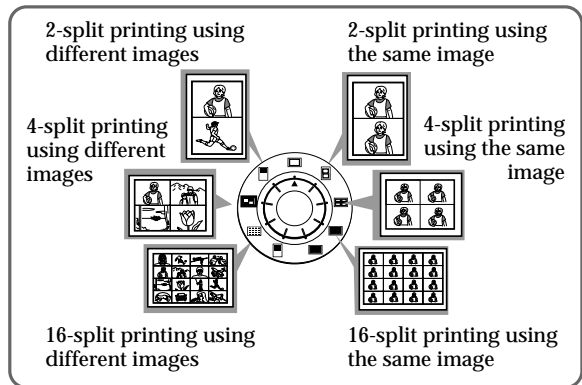 2-split printing using
different images
2-split printing using
the same image
4-split printing
using different
images
4-split printing
using the same
image
16-split printing using
different images
16-split printing using
the same image